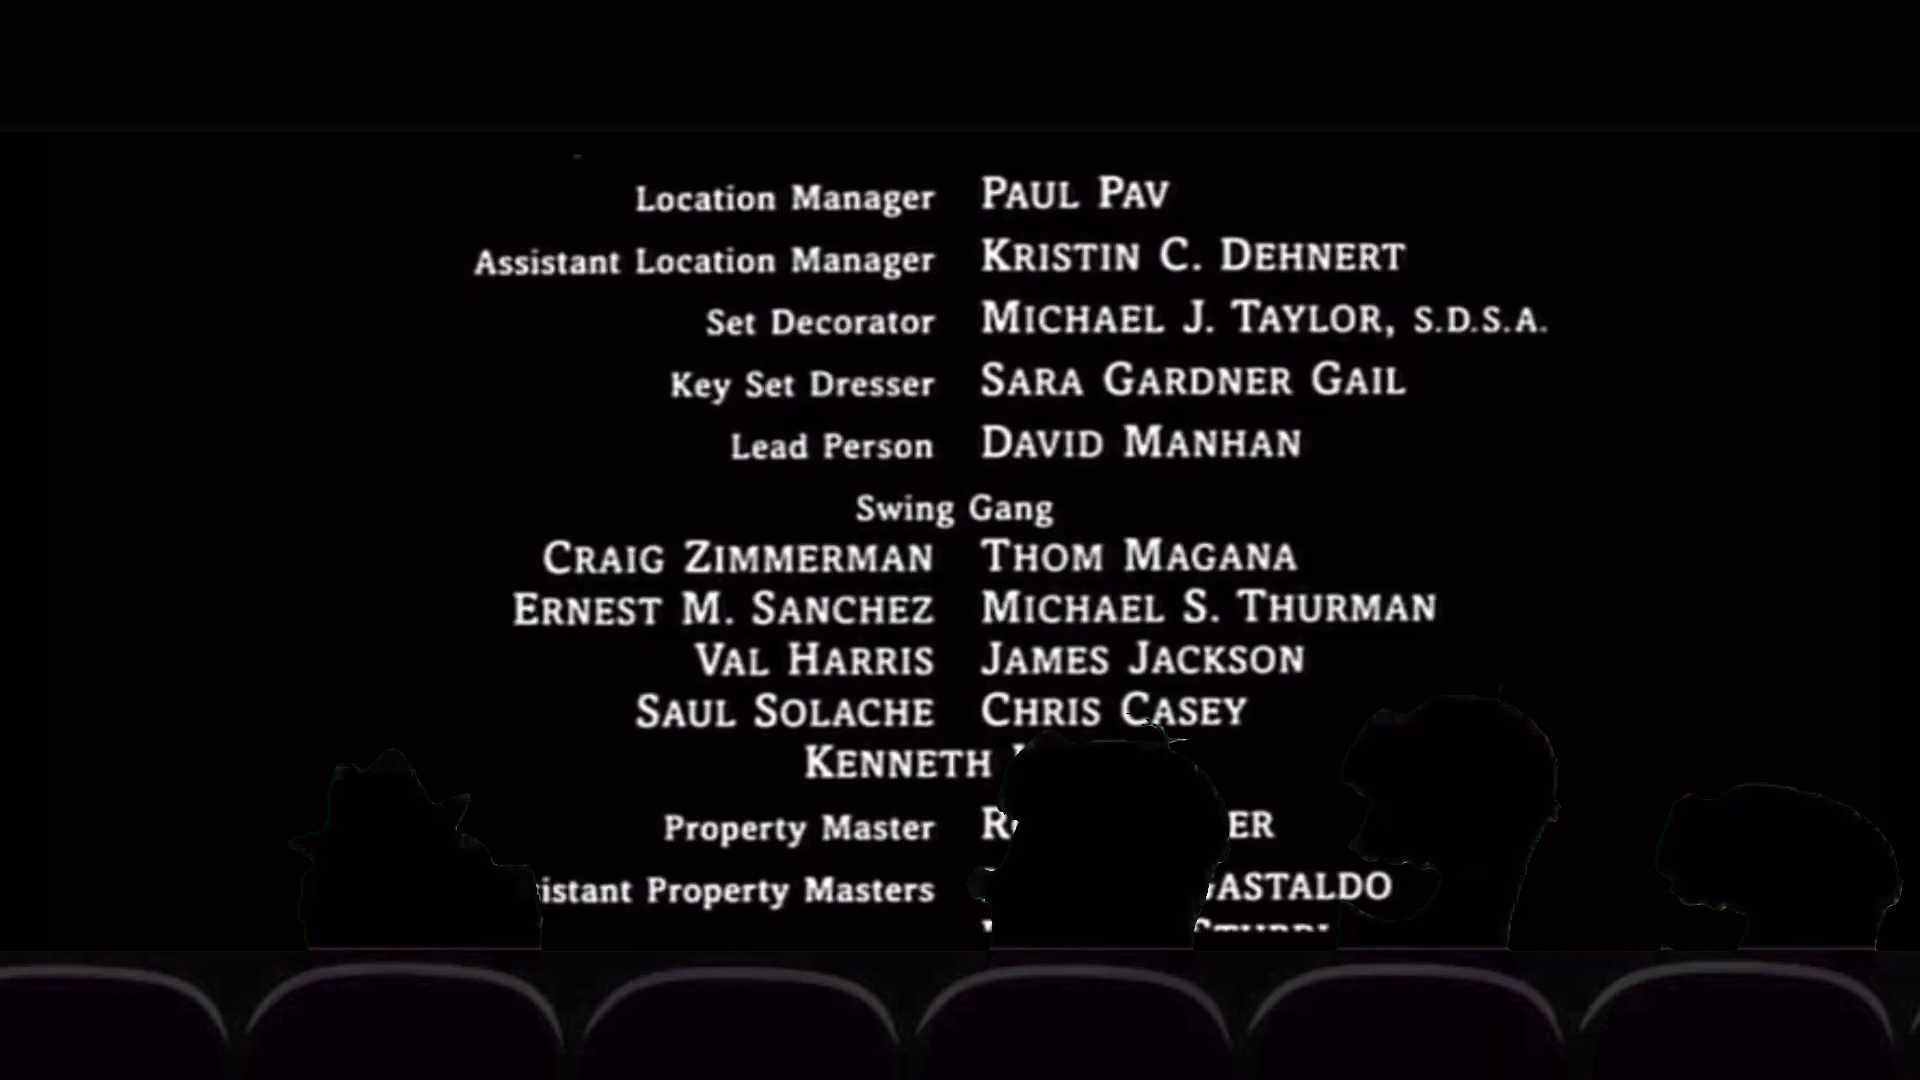 Location Manager PAUL PAV
Assistant Location Manager KRISTIN C. DEHNERT
Set Decorator MICHAEL J. TAYLOR, S.D.S.A.
Key Set Dresser SARA GARDNER GAIL
Lead Person DAVID MANHAN
Swing Gang
CRAIG ZIMMERMAN THOM MAGANA
ERNEST M. SANCHEZ MICHAEL S. THURMAN
VAL HARRIS JAMES JACKSON
SAUL SOLACHE CHRIS CASEY
KENNETH
Property Master
Property Masters